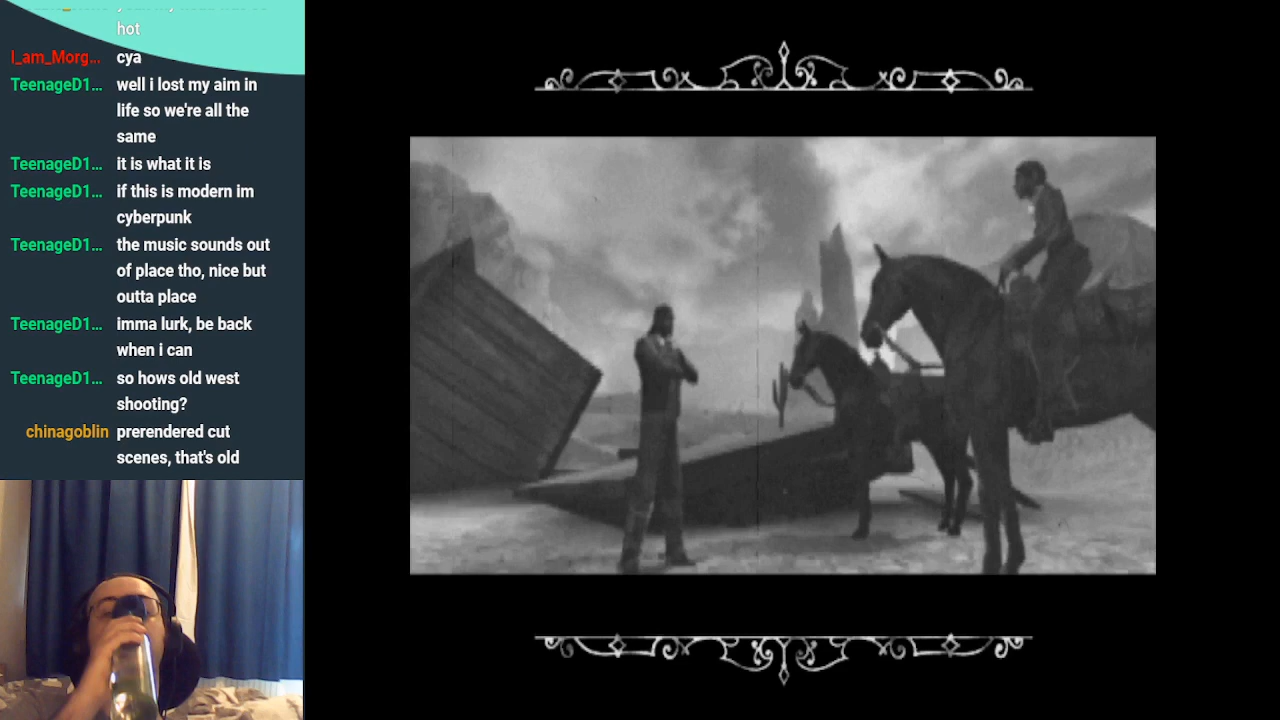 hot
I_am_Morg... cya
TeenageD1... well i lost my aim in
life so we're all the
same
TeenageD1... it is what it is
TeenageD1... if this is modern im
cyberpunk
TeenageD1... the music sounds out
of place tho, nice but
outta place
TeenageD1... imma lurk, be back
when i can
TeenageD1... so hows old west
shooting?
chinagoblin prerendered cut
scenes, that's old